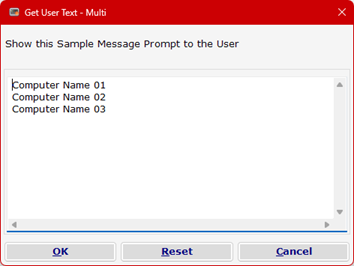 Get User Text - Multi
Show this Sample Message Prompt to the User
Computer Name 01
Computer Name 02
Computer Name 03
OK
Reset
Cancel